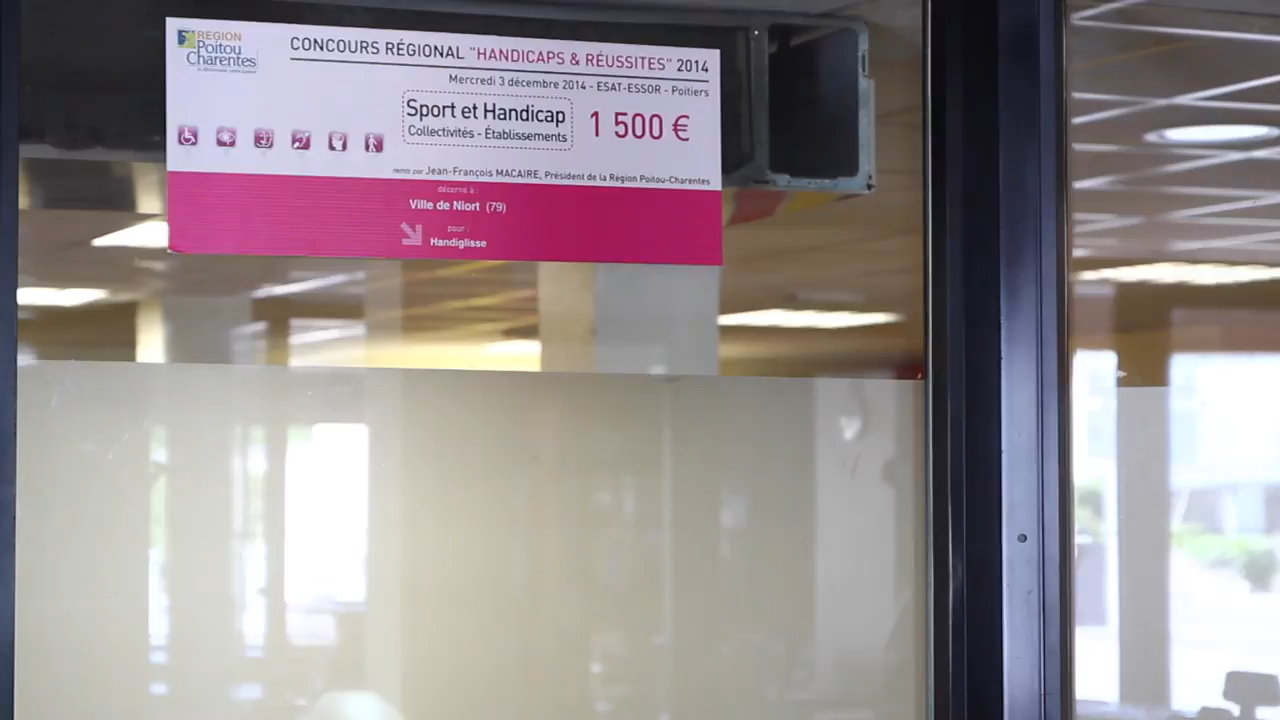 RÉGION
Poitou
Charentes
CONCOURS RÉGIONAL "HANDICAPS & RÉUSSITES" 2014
Mercredi 3 décembre 2014 - ESAT-ESSOR - Poitiers
Sport et Handicap
Collectivités - Établissements
1 500 €
remis par Jean-François MACAIRE, Président de la Région Poitou-Charentes
décerné à :
Ville de Niort (79)
pour :
Handiglisse